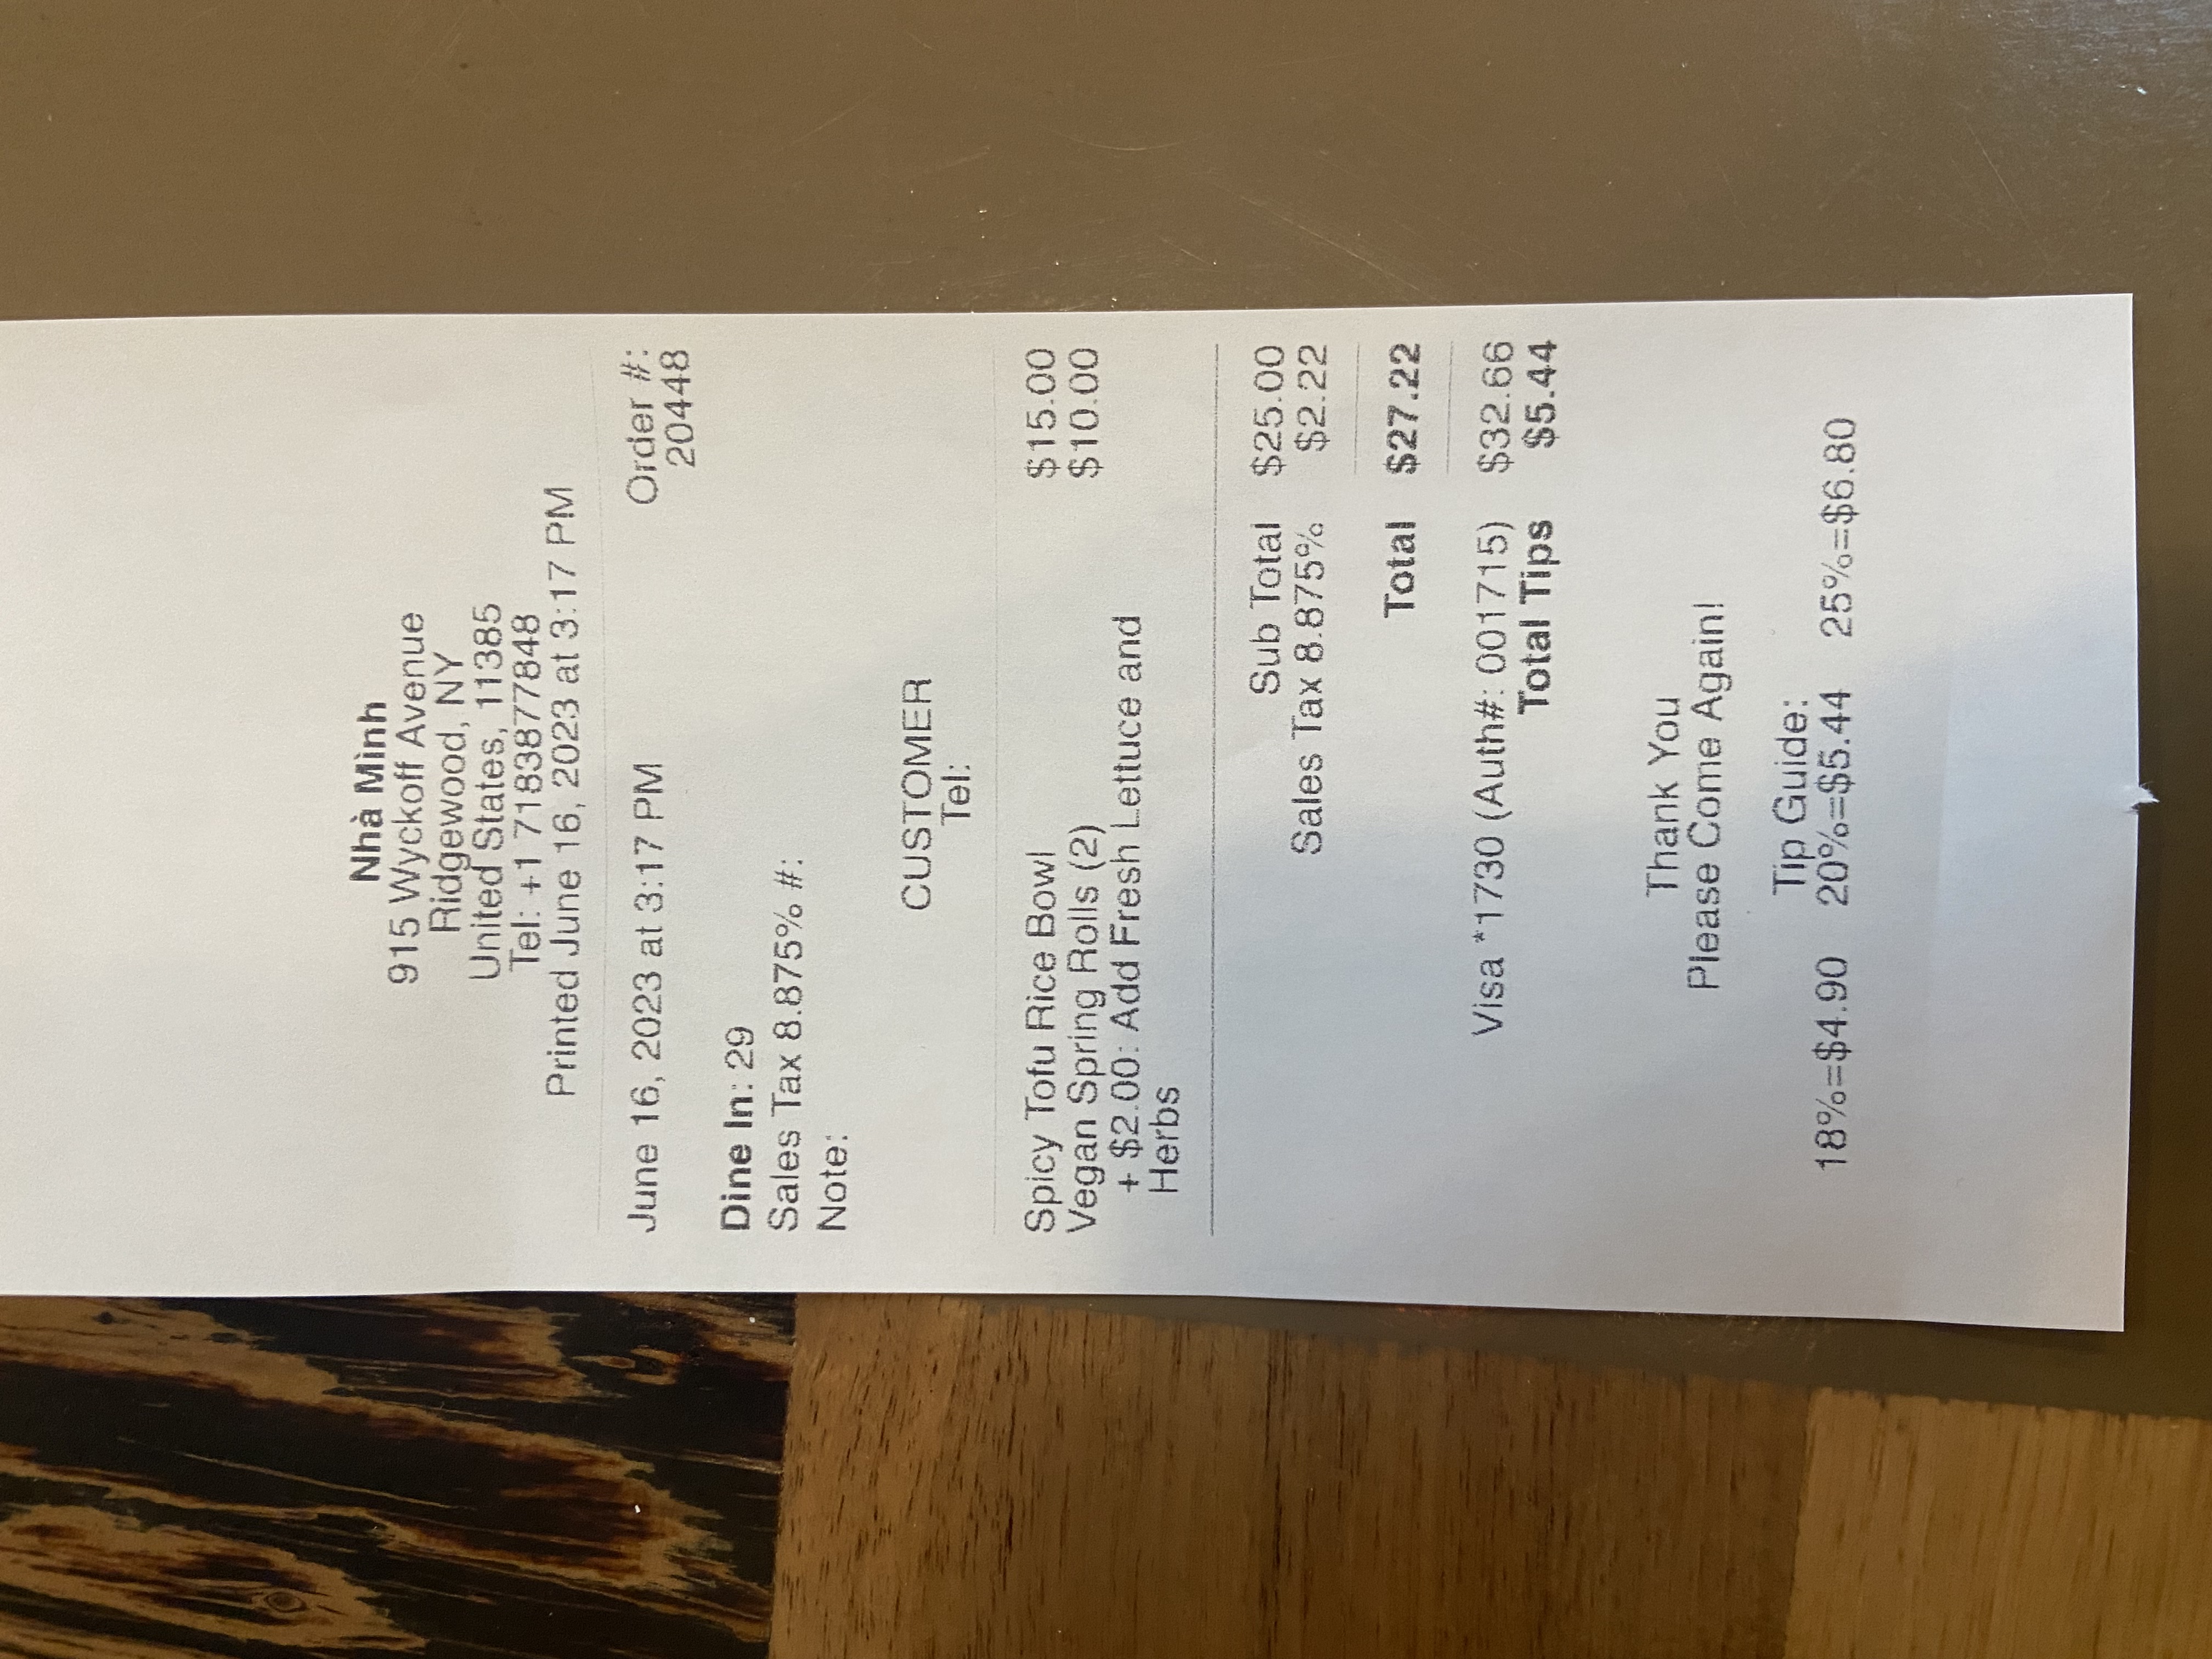 Nhà Mình
915 Wyckoff Avenue
Ridgewood, NY
United States, 11385
Tel: +1 7183877848
Printed June 16, 2023 at 3:17 PM
June 16, 2023 at 3:17 PM Order #:
20448
Dine In: 29
Sales Tax 8.875% #:
Note:
CUSTOMER
Tel:
Spicy Tofu Rice Bowl $15.00
Vegan Spring Rolls (2) $10.00
+ $2.00: Add Fresh Lettuce and
Herbs
Sub Total $25.00
Sales Tax 8.875% $2.22
Total $27.22
Visa *1730 (Auth#: 001715) $32.66
Total Tips $5.44
Thank You
Please Come Again!
Tip Guide:
18%=$4.90 20%=$5.44 25%=$6.80